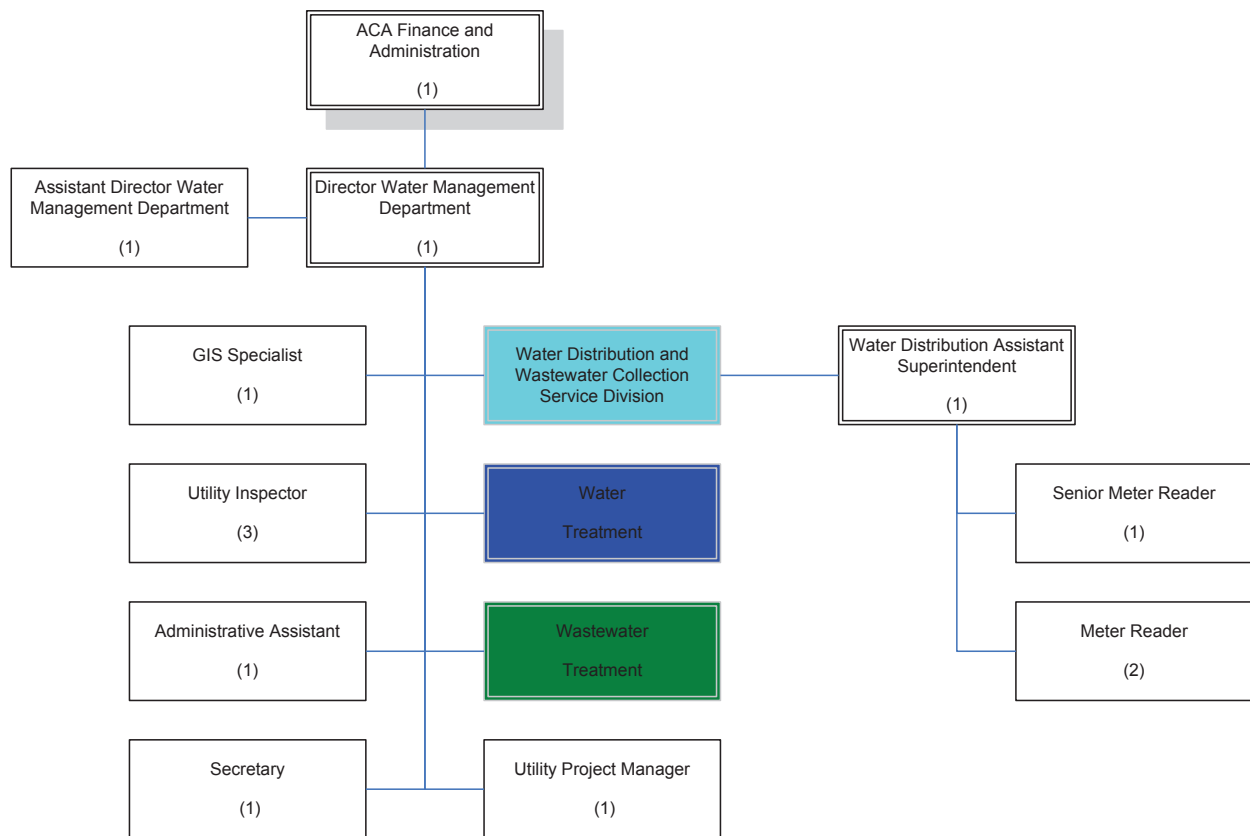 ACA Finance and
Administration
(1)
Assistant Director Water
Management Department
(1)
Director Water Management
Department
(1)
GIS Specialist
(1)
Water Distribution and
Wastewater Collection
Service Division
Water Distribution Assistant
Superintendent
(1)
Utility Inspector
(3)
Water
Treatment
Senior Meter Reader
(1)
Administrative Assistant
(1)
Wastewater
Treatment
Meter Reader
(2)
Secretary
(1)
Utility Project Manager
(1)